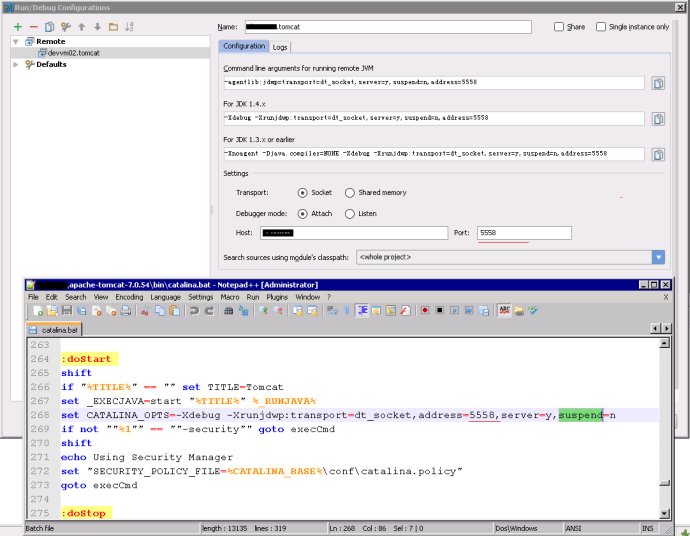 Run/Debug Configurations
Name: .tomcat
Share
Single instance only
Remote
devvm02.tomcat
Defaults
Configuration
Logs
Command line arguments for running remote JVM
-agentlib:jdwp=transport=dt_socket,server=y,suspend=n,address=5558
For JDK 1.4.x
-Xdebug -Xrunjdwp:transport=dt_socket,server=y,suspend=n,address=5558
For JDK 1.3.x or earlier
-Xnoagent -Djava.compiler=NONE -Xdebug -Xrunjdwp:transport=dt_socket,server=y,suspend=n,address=5558
Settings
Transport: Socket Shared memory
Debugger mode: Attach Listen
Host: Port: 5558
Search sources using module's classpath: <whole project>
.apache-tomcat-7.0.54\bin\catalina.bat - Notepad++ [Administrator]
File Edit Search View Encoding Language Settings Macro Run Plugins Window ? X
catalina.bat
263
264 :doStart
265 shift
266 if "%TITLE%" == "" set TITLE=Tomcat
267 set _EXECJAVA=start "%TITLE%" %_RUNJAVA%
268 set CATALINA_OPTS=-Xdebug -Xrunjdwp:transport=dt_socket,address=5558,server=y,suspend=n
269 if not ""%1"" == ""-security"" goto execCmd
270 shift
271 echo Using Security Manager
272 set "SECURITY_POLICY_FILE=%CATALINA_BASE%\conf\catalina.policy"
273 goto execCmd
274
275 :doStop
Batch file length : 13135 lines : 319 Ln : 268 Col : 86 Sel : 7 | 0 Dos\Windows ANSI INS